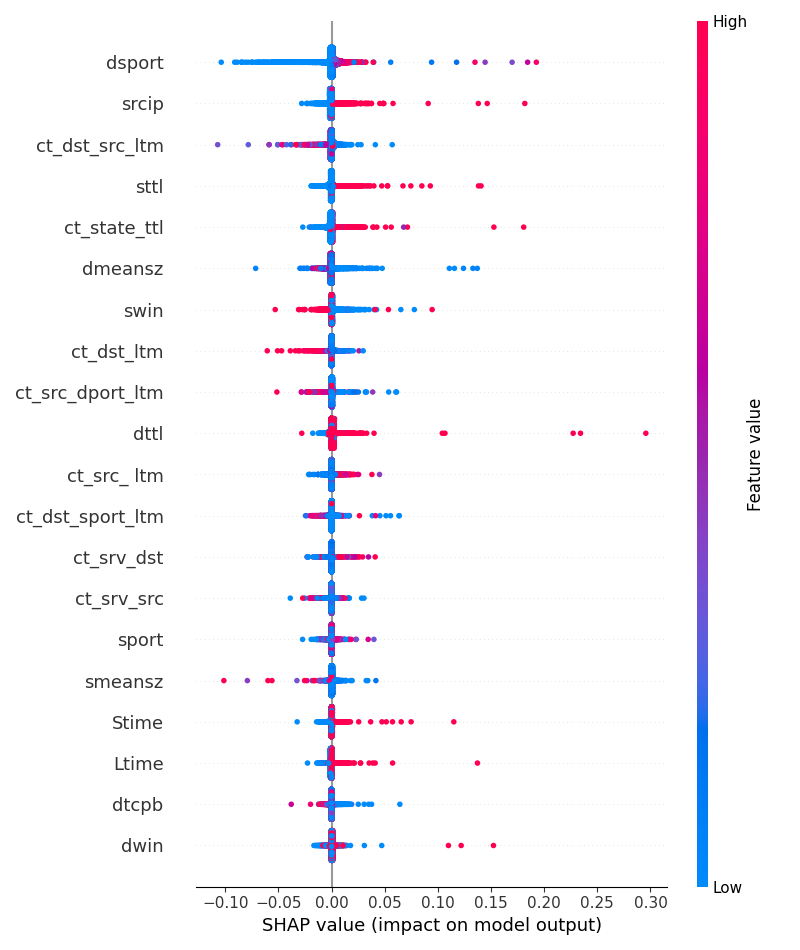 High
dsport
srcip
ct_dst_src_ltm
sttl
ct_state_ttl
dmeansz
swin
ct_dst_ltm
ct_src_dport_ltm
dttl
ct_src_ ltm
ct_dst_sport_ltm
ct_srv_dst
ct_srv_src
sport
smeansz
Stime
Ltime
dtcpb
dwin
Feature value
Low
−0.10 −0.05 0.00 0.05 0.10 0.15 0.20 0.25 0.30
SHAP value (impact on model output)